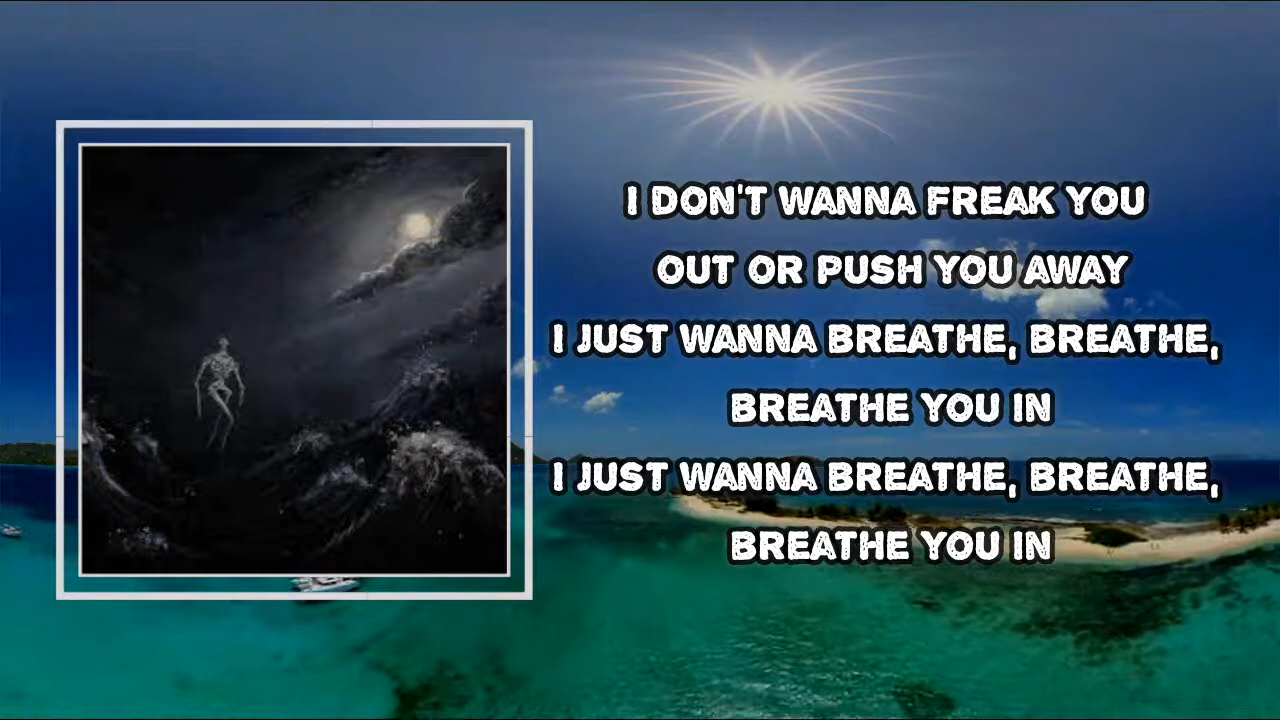 I DON'T WANNA FREAK YOU
OUT OR PUSH YOU AWAY
I JUST WANNA BREATHE, BREATHE,
BREATHE YOU IN
I JUST WANNA BREATHE, BREATHE,
BREATHE YOU IN